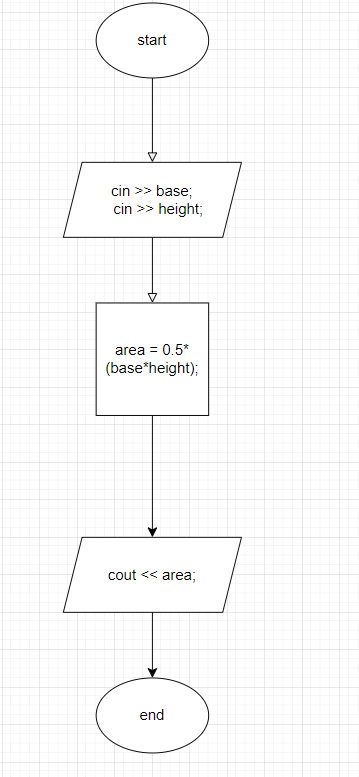 start
cin >> base;
cin >> height;
area = 0.5*
(base*height);
cout << area;
end